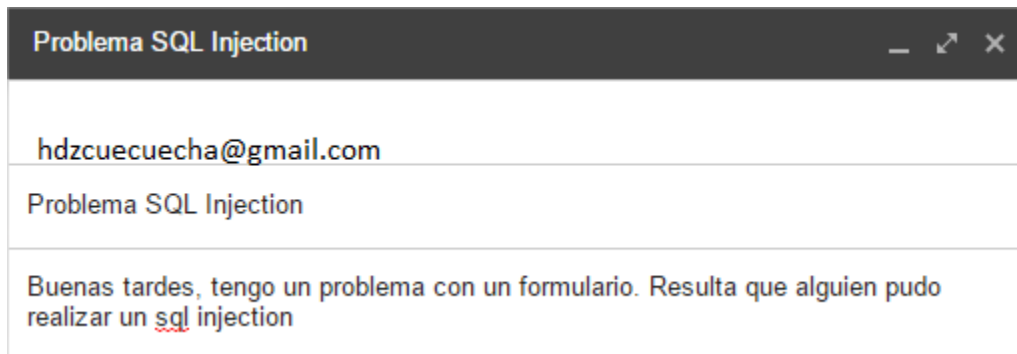 Problema SQL Injection
hdzcuecuecha@gmail.com
Problema SQL Injection
Buenas tardes, tengo un problema con un formulario. Resulta que alguien pudo
realizar un sql injection